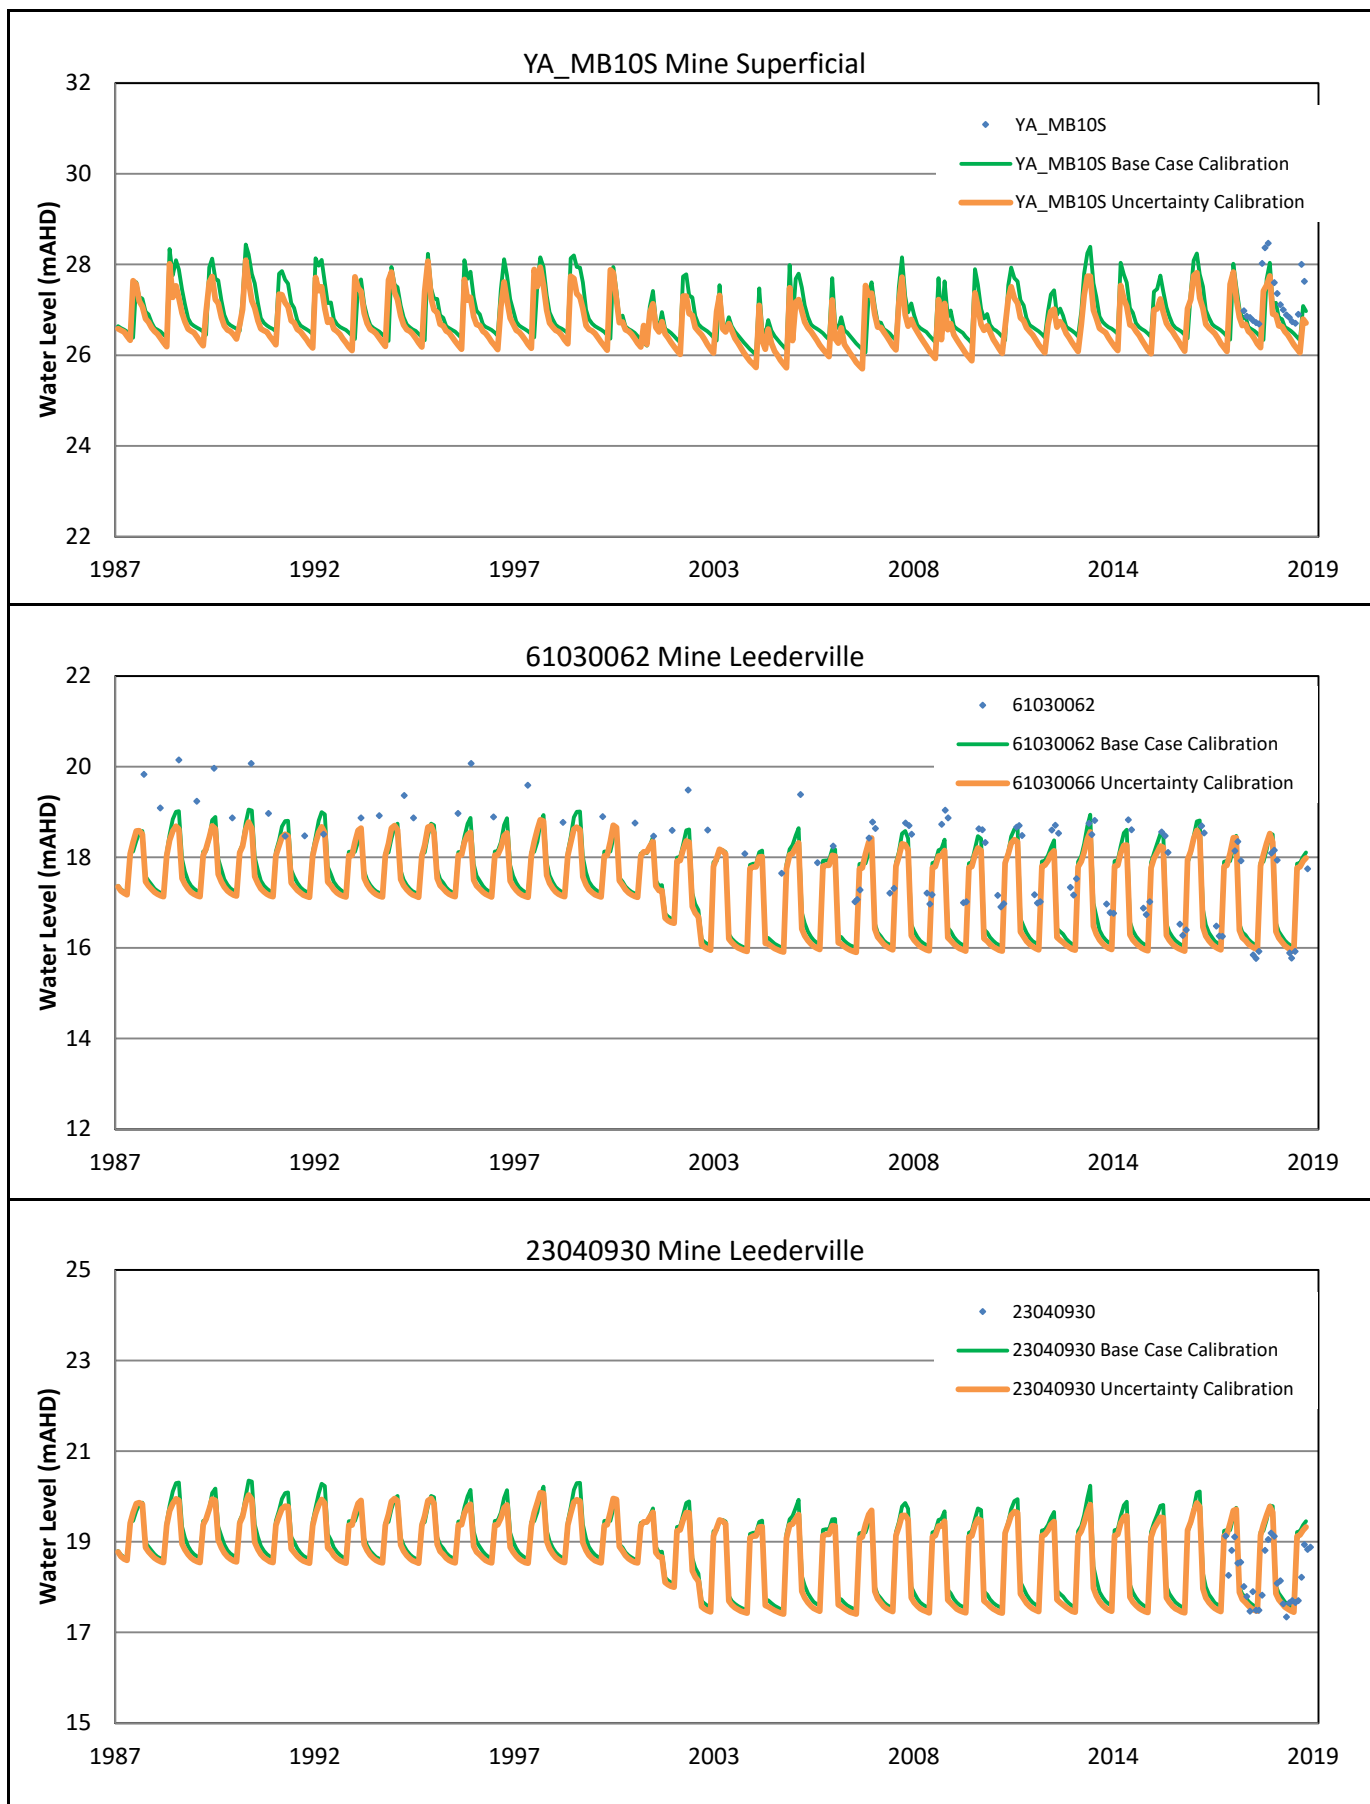 YA_MB10S Mine Superficial
32
30
28
26
24
22
Water Level (mAHD)
YA_MB10S
YA_MB10S Base Case Calibration
YA_MB10S Uncertainty Calibration
1987 1992 1997 2003 2008 2014 2019
61030062 Mine Leederville
22
20
18
16
14
12
Water Level (mAHD)
61030062
61030062 Base Case Calibration
61030066 Uncertainty Calibration
1987 1992 1997 2003 2008 2014 2019
23040930 Mine Leederville
25
23
21
19
17
15
Water Level (mAHD)
23040930
23040930 Base Case Calibration
23040930 Uncertainty Calibration
1987 1992 1997 2003 2008 2014 2019